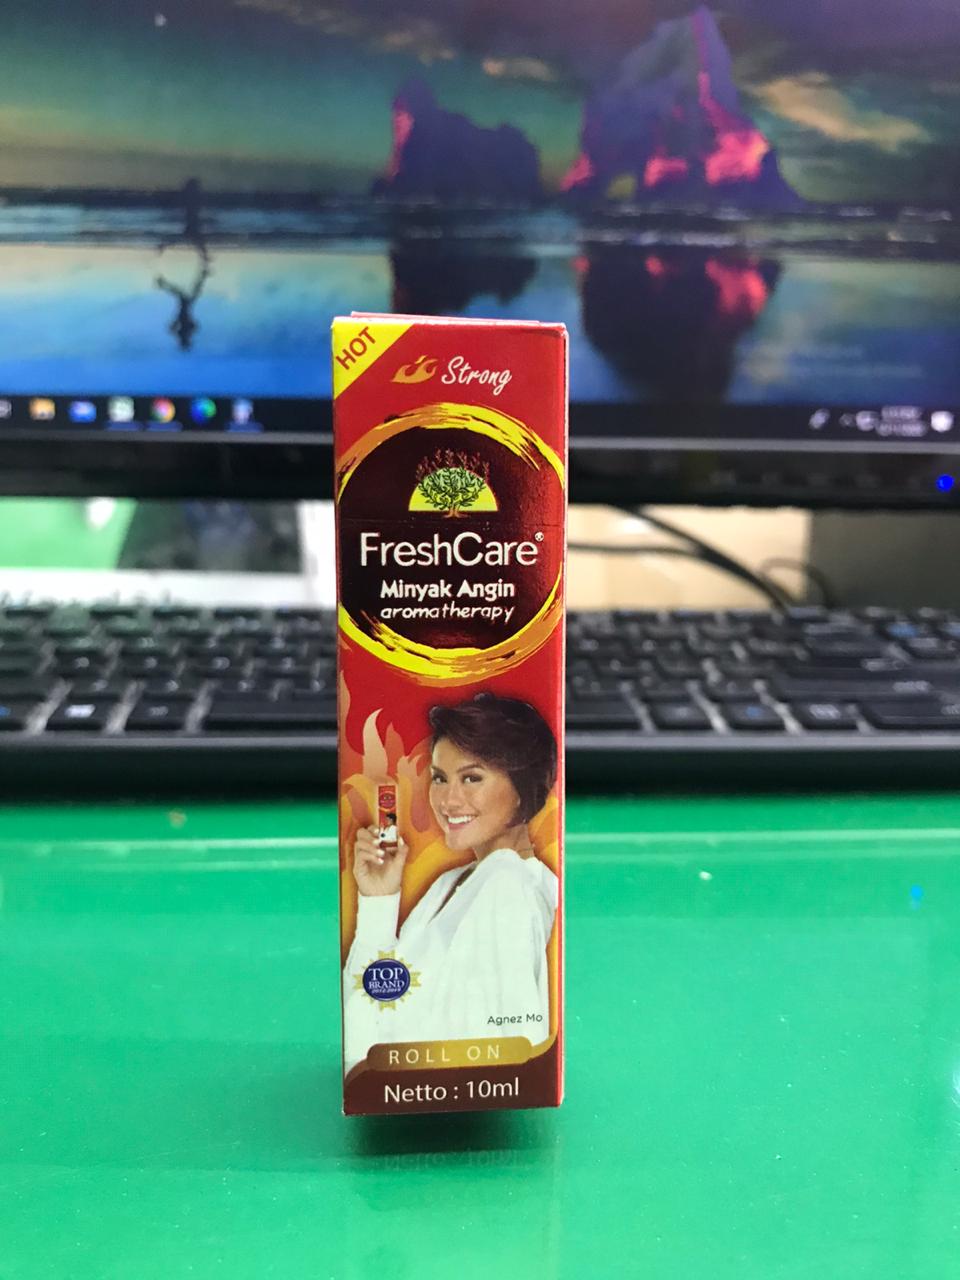 HOT
Strong
FreshCare®
Minyak Angin
aromatherapy
TOP
BRAND
Agnez Mo
ROLL ON
Netto : 10ml